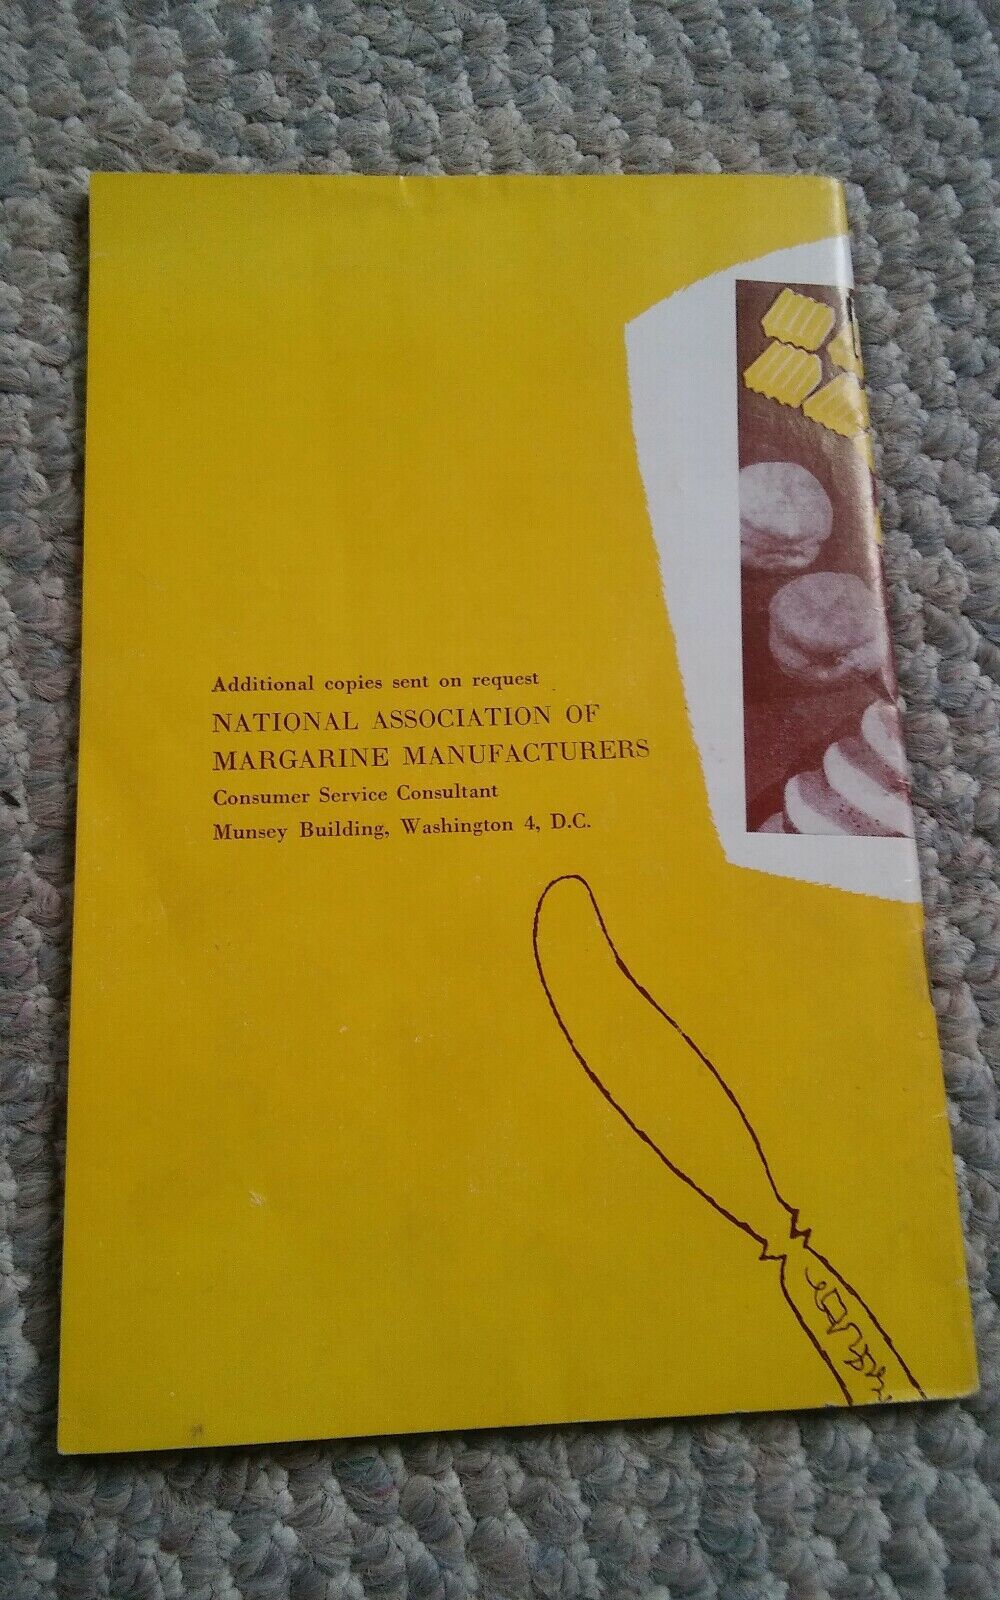 Additional copies sent on request
NATIONAL ASSOCIATION OF
MARGARINE MANUFACTURERS
Consumer Service Consultant
Munsey Building, Washington 4, D.C.